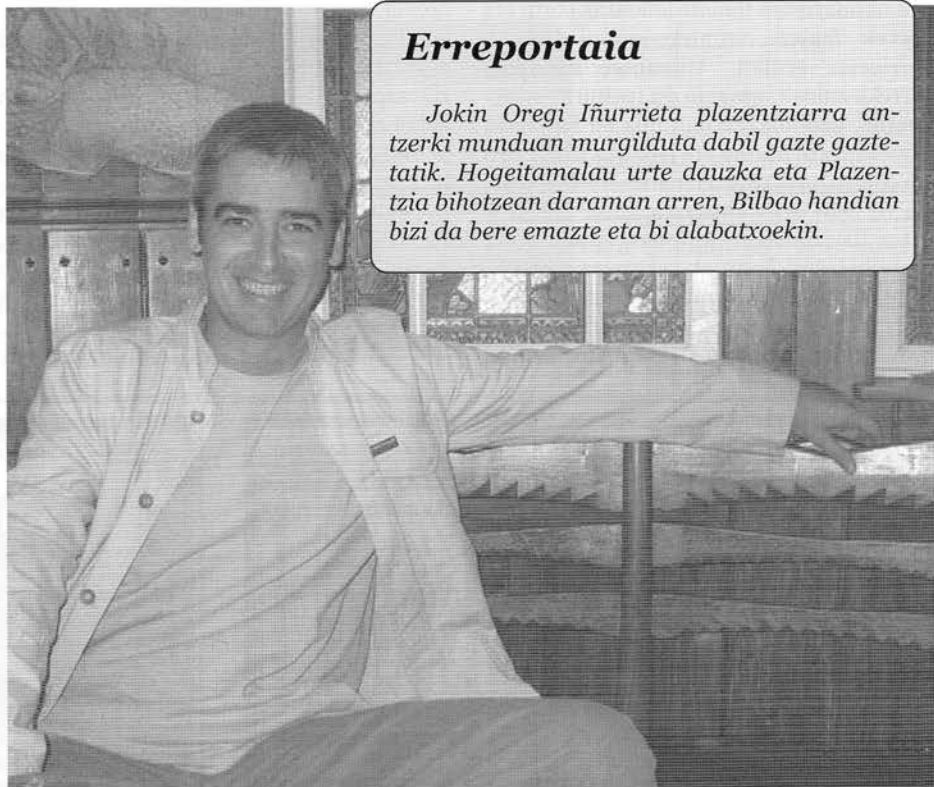 Erreportaia
Jokin Oregi Iñurrieta plazentziarra an-
tzerki munduan murgilduta dabil gazte gazte-
tatik. Hogeitamalau urte dauzka eta Plazen-
tzia bihotzean daraman arren, Bilbao handian
bizi da bere emazte eta bi alabatxoekin.